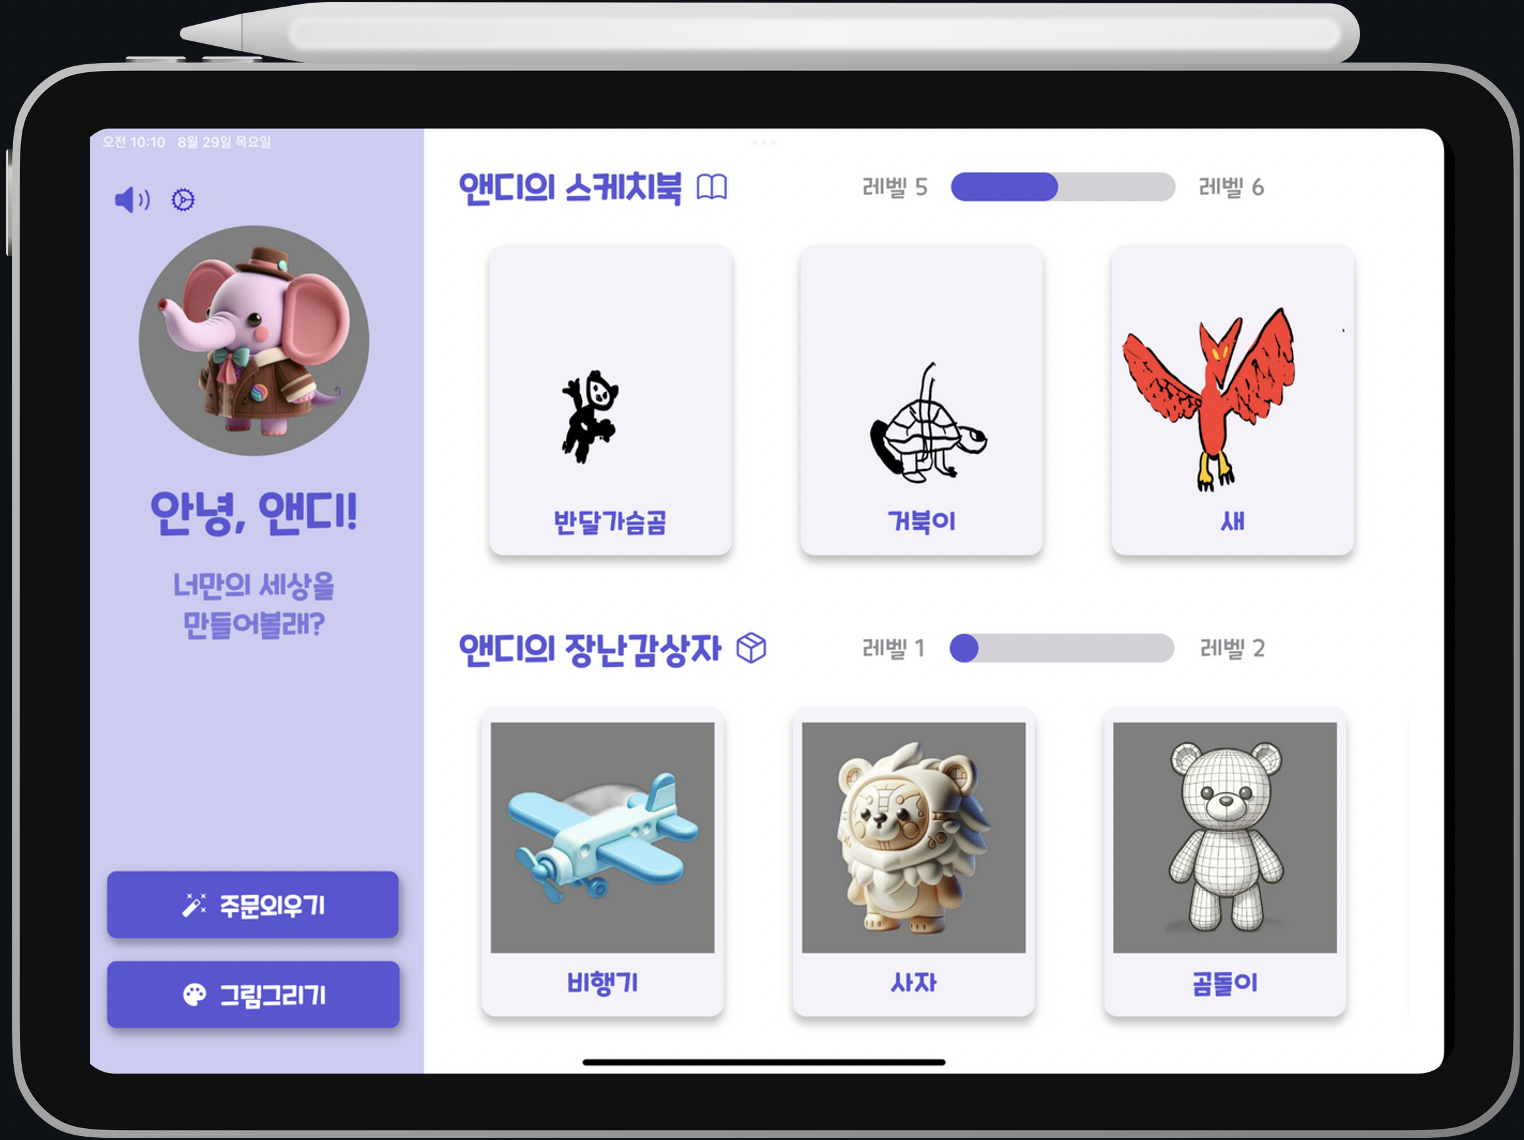 오전 10:10 8월 29일 목요일
안녕, 앤디!
너만의 세상을
만들어볼래?
주문외우기
그림그리기
앤디의 스케치북
레벨 5
레벨 6
반달가슴곰
거북이
새
앤디의 장난감상자
레벨 1
레벨 2
비행기
사자
곰돌이